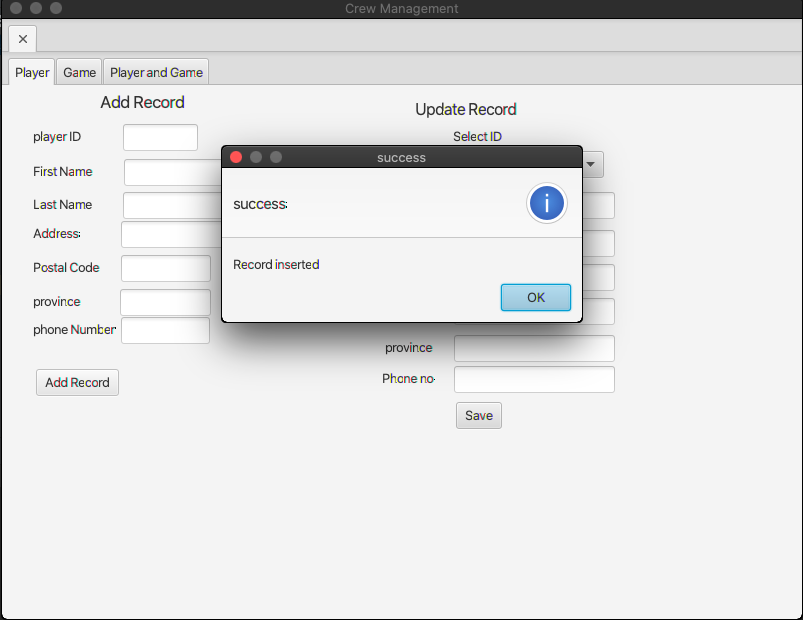 Crew Management
Player
Game
Player and Game
Add Record
player ID
First Name
Last Name
Address:
Postal Code
province
phone Number
Add Record
Update Record
Select ID
province
Phone no
Save
success
success:
Record inserted
OK